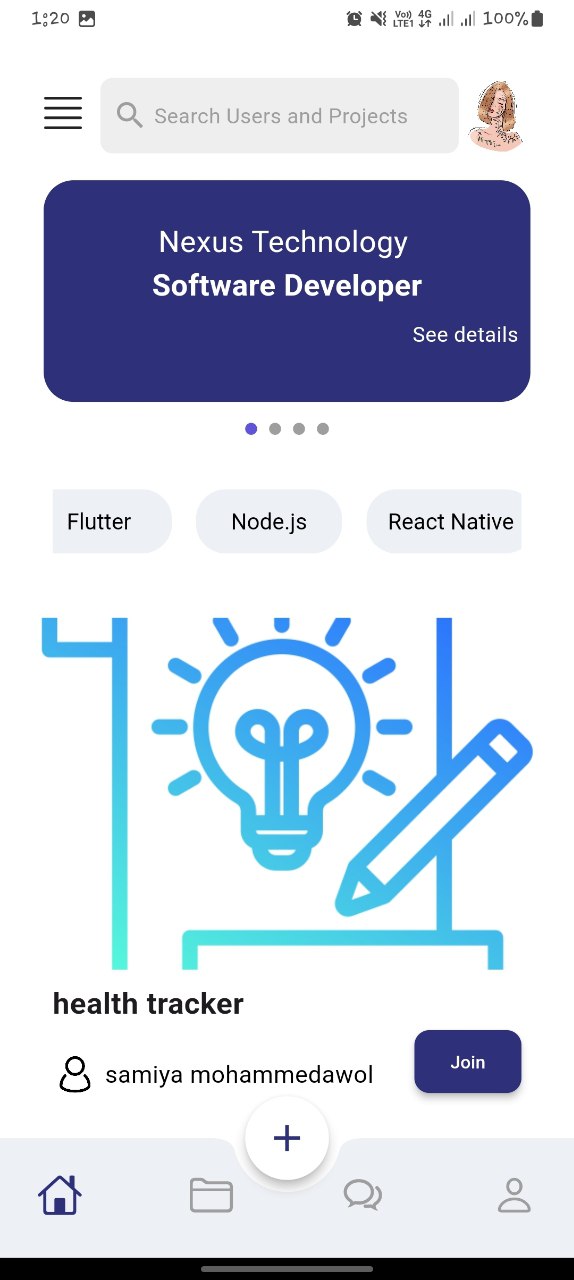 1:20
Vo)) 4G
LTE1
100%
Search Users and Projects
Nexus Technology
Software Developer
See details
Flutter
Node.js
React Native
health tracker
samiya mohammedawol
Join